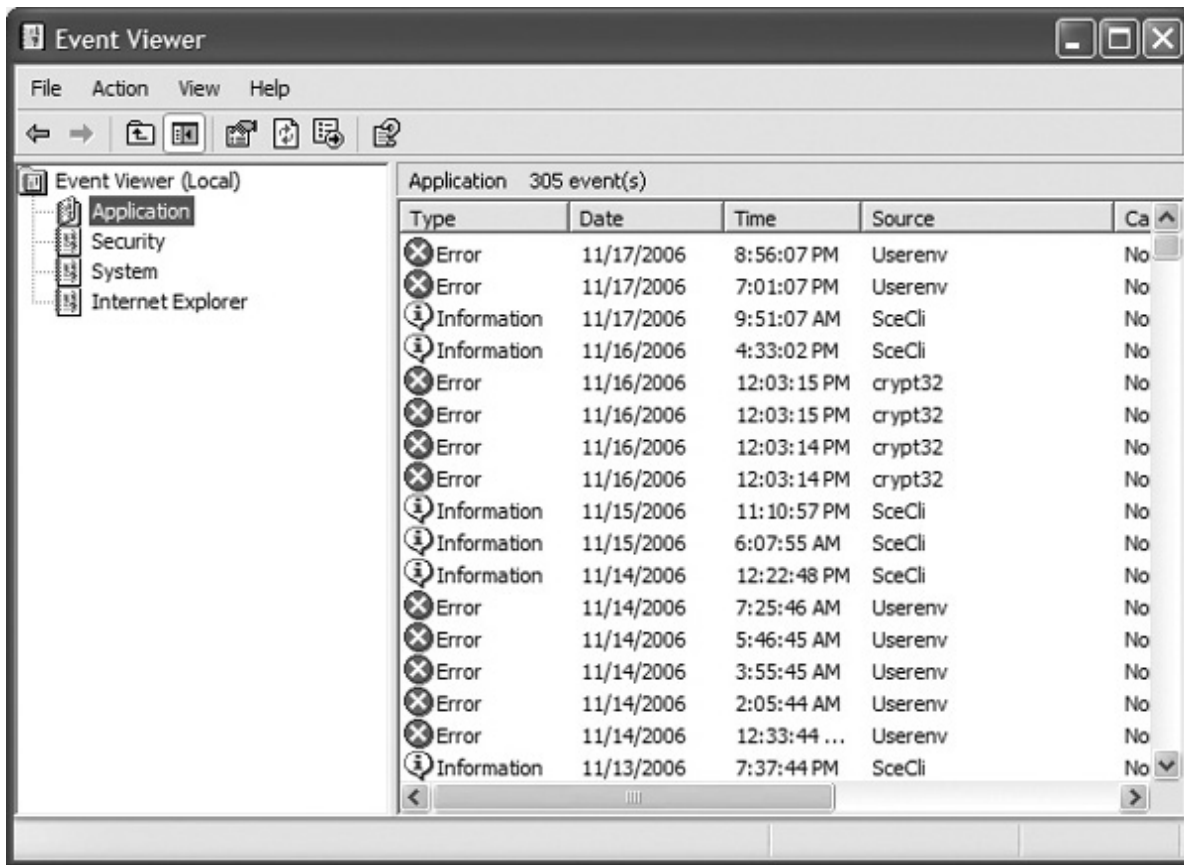 Event Viewer
File Action View Help
Event Viewer (Local)
Application
Security
System
Internet Explorer
Application 305 event(s)
Type Date Time Source Ca
Error 11/17/2006 8:56:07 PM Userenv No
Error 11/17/2006 7:01:07 PM Userenv No
Information 11/17/2006 9:51:07 AM SceCli No
Information 11/16/2006 4:33:02 PM SceCli No
Error 11/16/2006 12:03:15 PM crypt32 No
Error 11/16/2006 12:03:15 PM crypt32 No
Error 11/16/2006 12:03:14 PM crypt32 No
Error 11/16/2006 12:03:14 PM crypt32 No
Information 11/15/2006 11:10:57 PM SceCli No
Information 11/15/2006 6:07:55 AM SceCli No
Information 11/14/2006 12:22:48 PM SceCli No
Error 11/14/2006 7:25:46 AM Userenv No
Error 11/14/2006 5:46:45 AM Userenv No
Error 11/14/2006 3:55:45 AM Userenv No
Error 11/14/2006 2:05:44 AM Userenv No
Error 11/14/2006 12:33:44 ... Userenv No
Information 11/13/2006 7:37:44 PM SceCli No